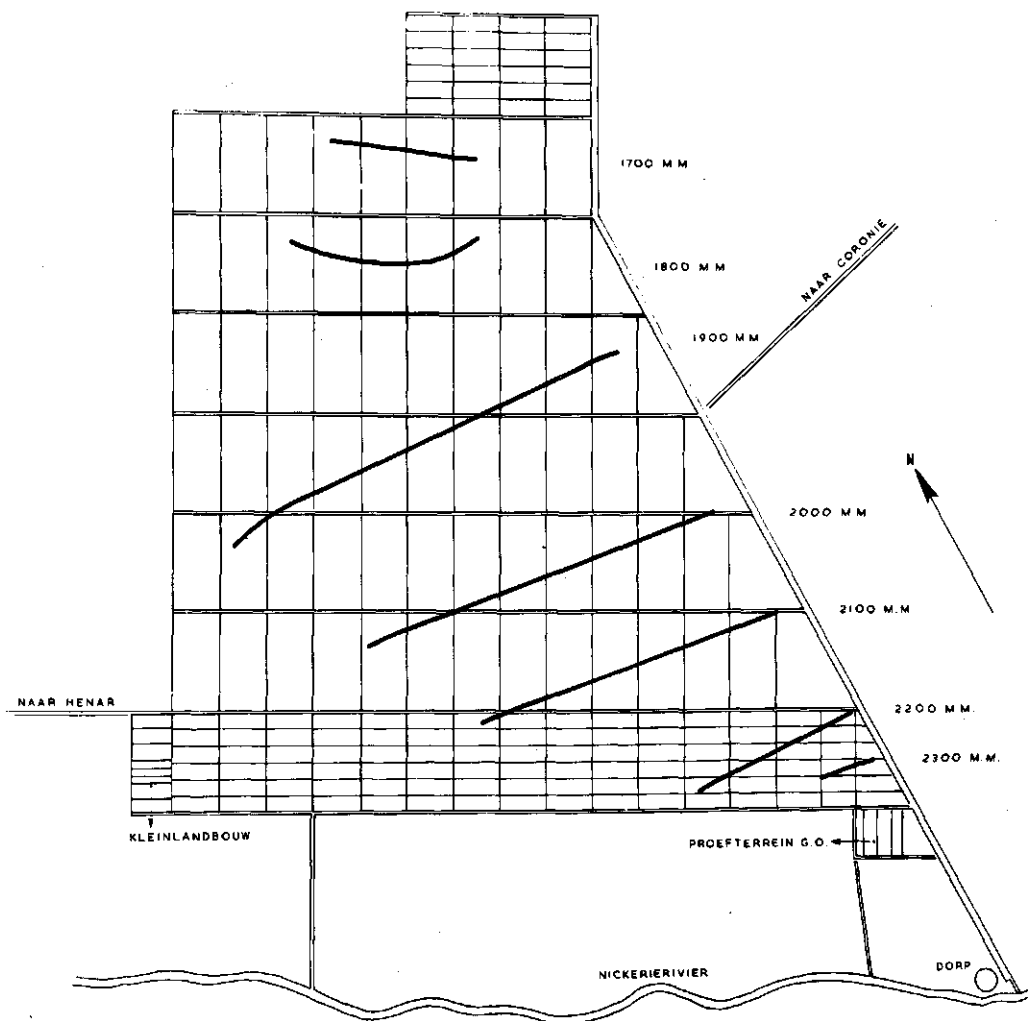 1700 M M
1800 M M
NAAR CORONIE
1900 M M
N
2000 M M
2100 M.M
NAAR HENAR
2200 M M.
2300 M.M.
KLEINLANDBOUW
PROEFTERREIN G.O.
NICKERIERIVIER
DORP